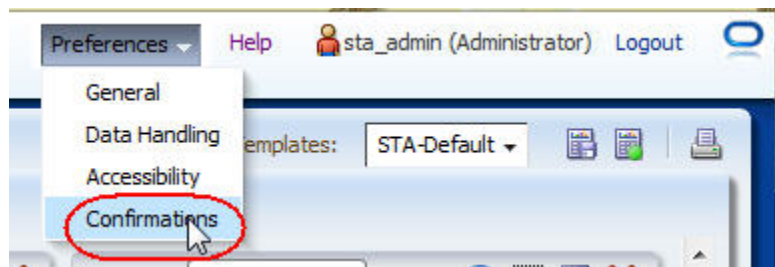 Preferences Help sta_admin (Administrator) Logout
General
Data Handling
Templates: STA-Default
Accessibility
Confirmations